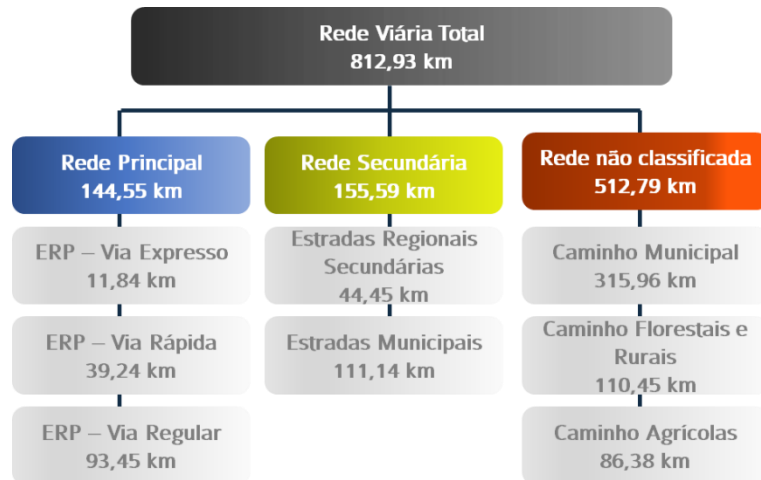 Rede Viária Total
812,93 km
Rede Principal
144,55 km
Rede Secundária
155,59 km
Rede não classificada
512,79 km
ERP – Via Expresso
11,84 km
Estradas Regionais
Secundárias
44,45 km
Caminho Municipal
315,96 km
ERP – Via Rápida
39,24 km
Estradas Municipais
111,14 km
Caminho Florestais e
Rurais
110,45 km
ERP – Via Regular
93,45 km
Caminho Agrícolas
86,38 km